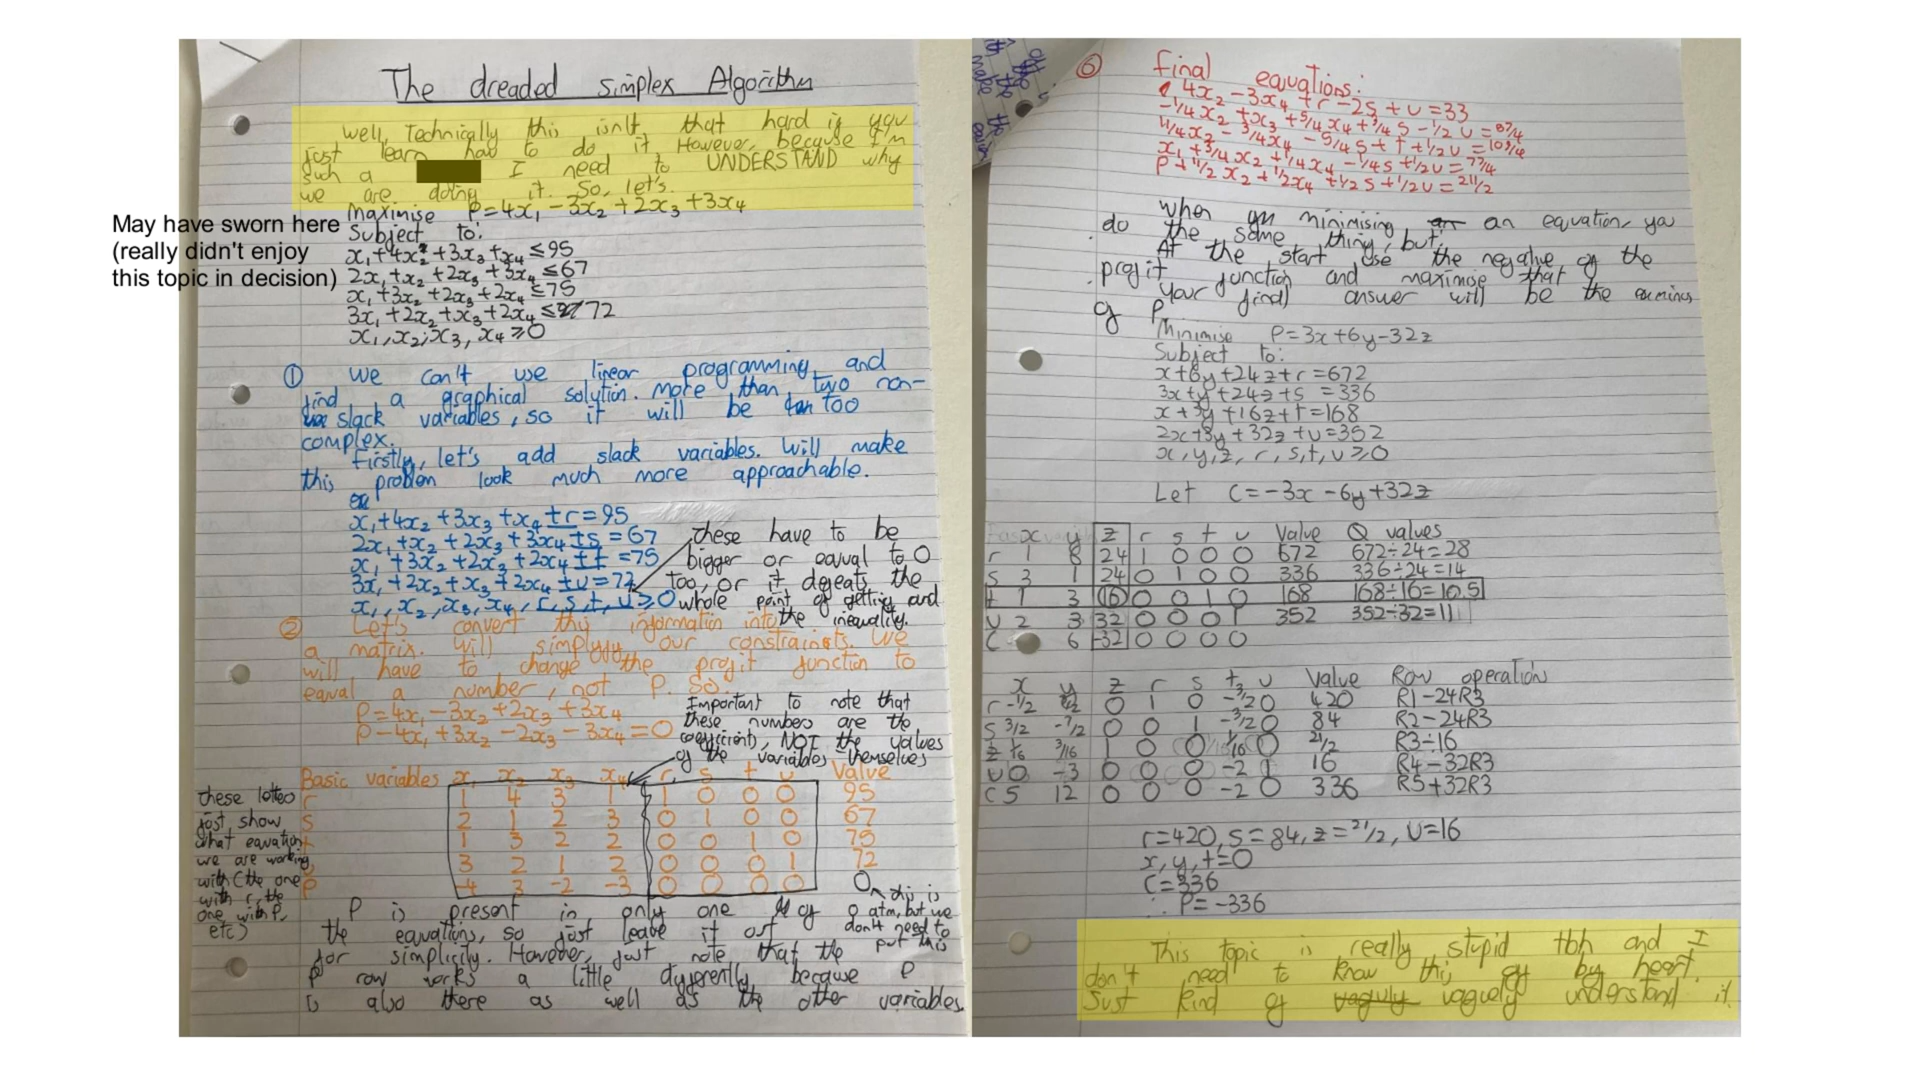 The dreaded simplex Algorithm
Well, Technically this isn't that hard if you
just learn how to do it. However, because I'm
such a I need to UNDERSTAND why
we are doing it. So, let's.
May have sworn here
(really didn't enjoy
this topic in decision)
Maximise P=4x₁-3x₂+2x₃+3x₄
Subject to:
x₁+4x₂+3x₃+x₄≤95
2x₁+x₂+2x₃+3x₄≤67
x₁+3x₂+2x₃+2x₄≤75
3x₁+2x₂+x₃+2x₄≤72
x₁,x₂,x₃,x₄≥0
① We can't use linear programming and
find a graphical solution. More than two non-
slack variables, so it will be too
complex.
Firstly, let's add slack variables. Will make
this problem look much more approachable.
x₁+4x₂+3x₃+x₄+r=95
2x₁+x₂+2x₃+3x₄+s=67
x₁+3x₂+2x₃+2x₄+t=75
3x₁+2x₂+x₃+2x₄+u=72
x₁,x₂,x₃,x₄,r,s,t,u≥0
these have to be
bigger or equal to 0
too, or it defeats the
whole point of getting rid
the inequality.
② Let's convert this information into
a matrix. Will simplify our constraints. We
will have to change the profit function to
equal a number, not P. So:
P=4x₁-3x₂+2x₃+3x₄
P-4x₁+3x₂-2x₃-3x₄=0
Important to note that
these numbers are the
coefficients, NOT the values
of the variables themselves
Basic variables x₁ x₂ x₃ x₄ r s t u Value
r 1 4 3 1 1 0 0 0 95
s 2 1 2 3 0 1 0 0 67
t 1 3 2 2 0 0 1 0 75
u 3 2 1 2 0 0 0 1 72
P -4 3 -2 -3 0 0 0 0 0
these letters
just show
what equation
we are working
with (the one
with r, the
one with P,
etc)
this is
P atm, but we
don't need to
put this
P is present in only one of
the equations, so just leave it out
for simplicity. However, just note that the
P row works a little differently because P
is also there as well as the other variables.
⑥ Final equations:
4x₂-3x₄+r-2s+u=33
-1/4x₂+x₃+5/4x₄+3/4s-1/2u=87/4
11/4x₂-3/4x₄-5/4s+t+1/2u=109/4
x₁+3/4x₂+1/4x₄-1/4s+1/2u=77/4
P+11/2x₂+1/2x₄+1/2s+1/2u=211/2
When minimising an equation, you
do the same thing, but;
At the start use the negative of the
profit function and maximise that
Your final answer will be the minus
of P
Minimise P=3x+6y-32z
Subject to:
x+8y+24z+r=672
3x+y+24z+s=336
x+3y+16z+t=168
2x+3y+32z+u=352
x,y,z,r,s,t,u≥0
Let C=-3x-6y+32z
x y z r s t u Value Q values
r 1 8 24 1 0 0 0 672 672÷24=28
s 3 1 24 0 1 0 0 336 336÷24=14
t 1 3 16 0 0 1 0 168 168÷16=10.5
u 2 3 32 0 0 0 1 352 352÷32=11
C 6 -32 0 0 0 0
x y z r s t u Value Row operation
r -1/2 7/2 0 1 0 -3/2 0 420 R1-24R3
s 3/2 -7/2 0 0 1 -3/2 0 84 R2-24R3
z 1/16 3/16 1 0 0 1/16 0 21/2 R3÷16
u 0 -3 0 0 0 -2 1 16 R4-32R3
C 5 12 0 0 0 -2 0 336 R5+32R3
r=420, s=84, z=21/2, u=16
x,y,t=0
C=336
∴ P=-336
This topic is really stupid tbh and I
don't need to know this by heart.
Just kind of vaguely understand it.